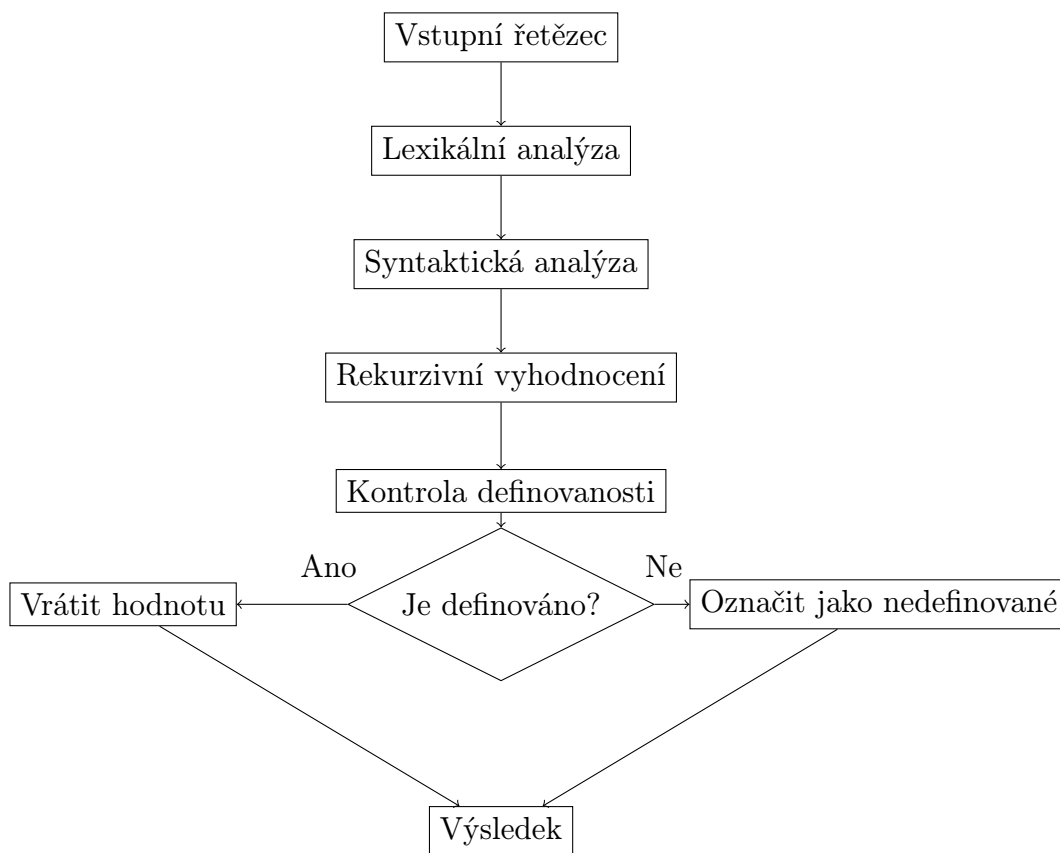 Vstupní řetězec
Lexikální analýza
Syntaktická analýza
Rekurzivní vyhodnocení
Kontrola definovanosti
Ano
Ne
Vrátit hodnotu
Je definováno?
Označit jako nedefinované
Výsledek